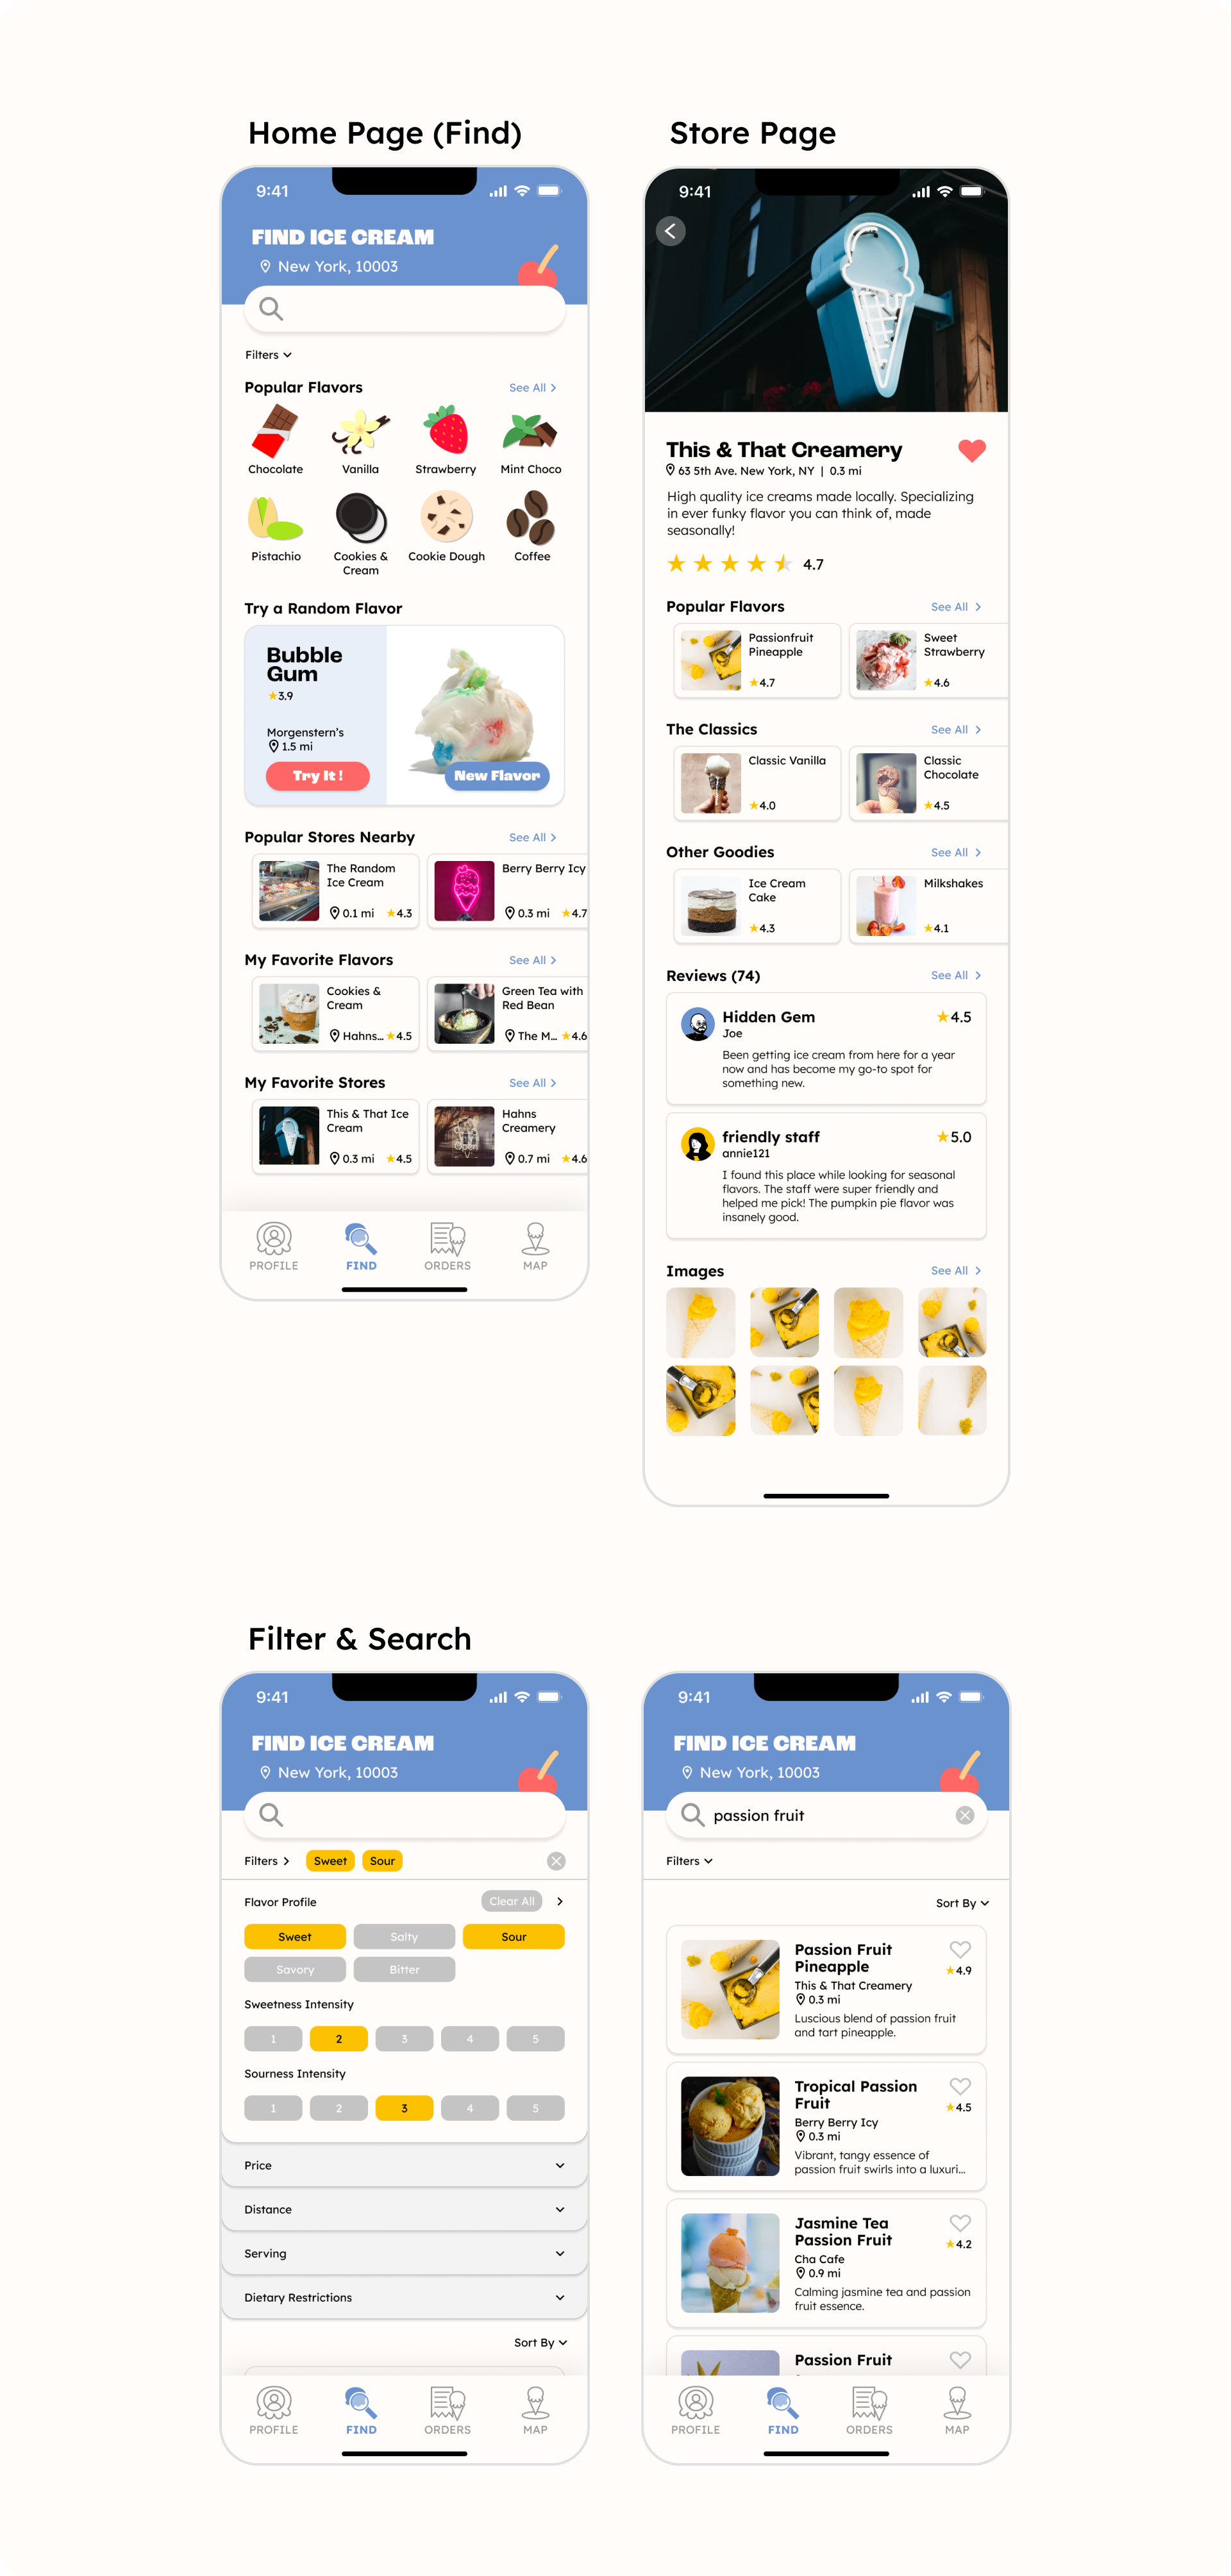 Home Page (Find)
9:41
FIND ICE CREAM
New York, 10003
Filters
Popular Flavors
See All
Chocolate
Vanilla
Strawberry
Mint Choco
Pistachio
Cookies &
Cream
Cookie Dough
Coffee
Try a Random Flavor
Bubble
Gum
3.9
Morgenstern's
1.5 mi
Try It !
New Flavor
Popular Stores Nearby
See All
The Random
Ice Cream
0.1 mi
4.3
Berry Berry Icy
0.3 mi
4.7
My Favorite Flavors
See All
Cookies &
Cream
Hahns...
4.5
Green Tea with
Red Bean
The M...
4.6
My Favorite Stores
See All
This & That Ice
Cream
0.3 mi
4.5
Hahns
Creamery
0.7 mi
4.6
PROFILE
FIND
ORDERS
MAP
Store Page
9:41
This & That Creamery
63 5th Ave. New York, NY | 0.3 mi
High quality ice creams made locally. Specializing
in ever funky flavor you can think of, made
seasonally!
4.7
Popular Flavors
See All
Passionfruit
Pineapple
4.7
Sweet
Strawberry
4.6
The Classics
See All
Classic Vanilla
4.0
Classic
Chocolate
4.5
Other Goodies
See All
Ice Cream
Cake
4.3
Milkshakes
4.1
Reviews (74)
See All
Hidden Gem
4.5
Joe
Been getting ice cream from here for a year
now and has become my go-to spot for
something new.
friendly staff
5.0
annie121
I found this place while looking for seasonal
flavors. The staff were super friendly and
helped me pick! The pumpkin pie flavor was
insanely good.
Images
See All
Filter & Search
9:41
FIND ICE CREAM
New York, 10003
Filters
Sweet
Sour
Flavor Profile
Clear All
Sweet
Salty
Sour
Savory
Bitter
Sweetness Intensity
1
2
3
4
5
Sourness Intensity
1
2
3
4
5
Price
Distance
Serving
Dietary Restrictions
Sort By
PROFILE
FIND
ORDERS
MAP
9:41
FIND ICE CREAM
New York, 10003
passion fruit
Filters
Sort By
Passion Fruit
Pineapple
4.9
This & That Creamery
0.3 mi
Luscious blend of passion fruit
and tart pineapple.
Tropical Passion
Fruit
4.5
Berry Berry Icy
0.3 mi
Vibrant, tangy essence of
passion fruit swirls into a luxuri...
Jasmine Tea
Passion Fruit
4.2
Cha Cafe
0.9 mi
Calming jasmine tea and passion
fruit essence.
Passion Fruit
PROFILE
FIND
ORDERS
MAP